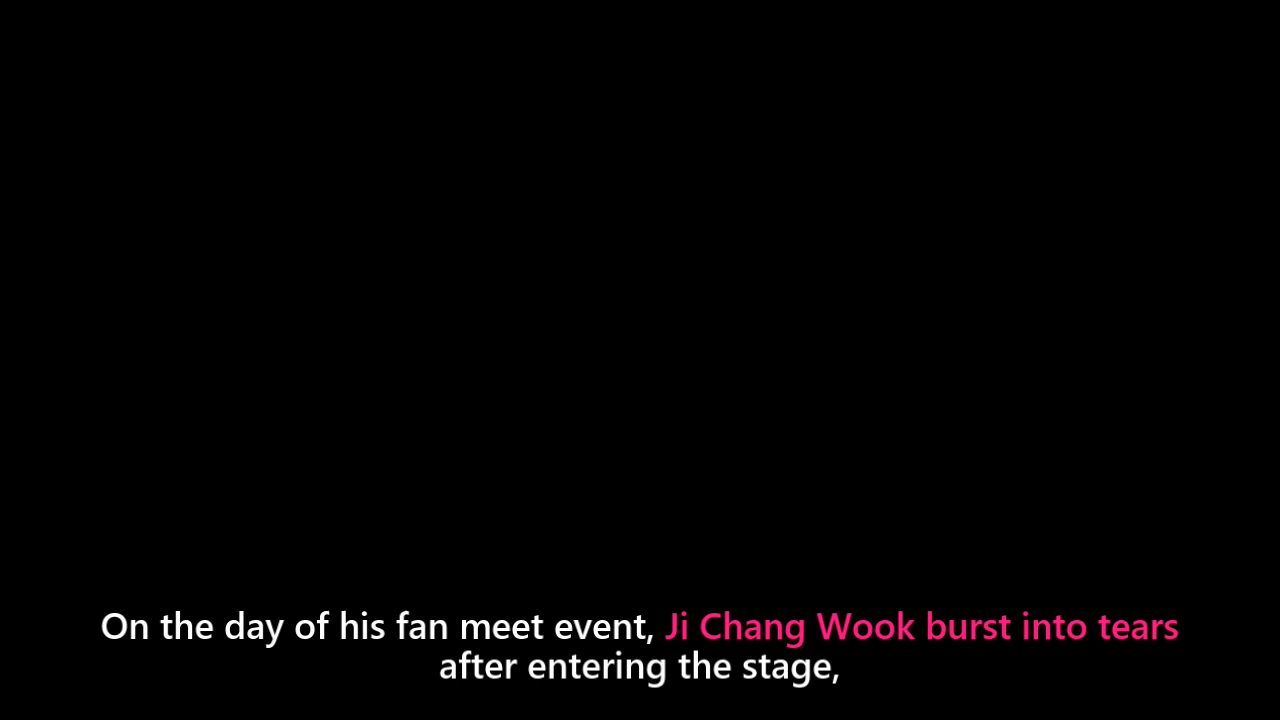 On the day of his fan meet event, Ji Chang Wook burst into tears
after entering the stage,